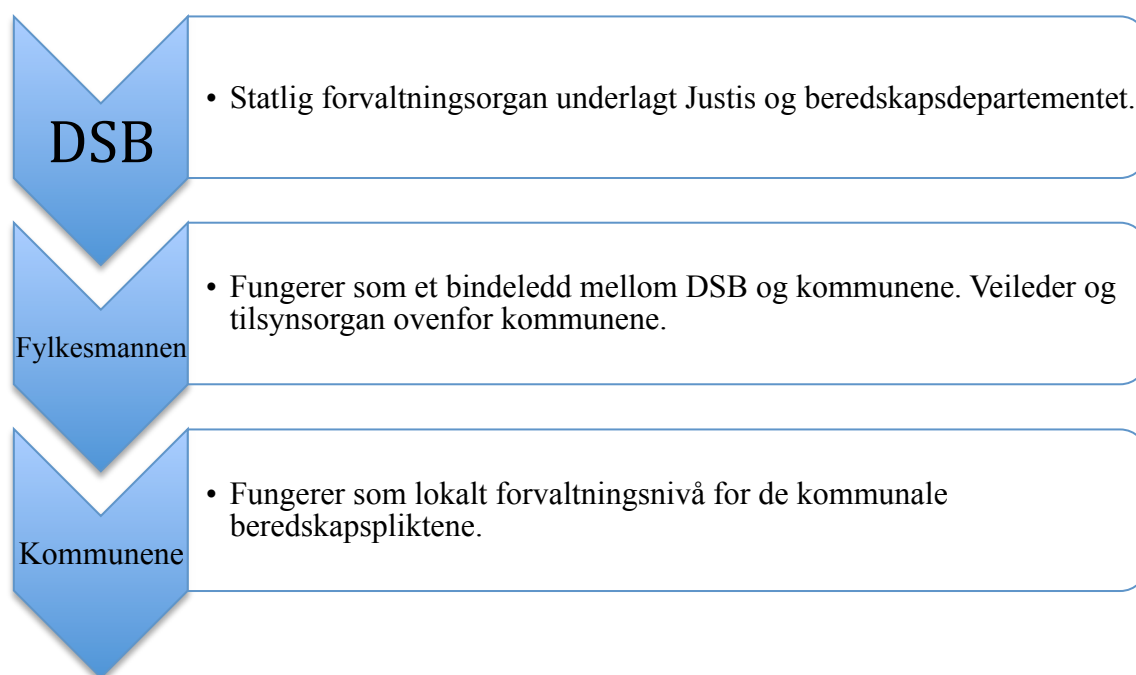 DSB
• Statlig forvaltningsorgan underlagt Justis og beredskapsdepartementet.
Fylkesmannen
• Fungerer som et bindeledd mellom DSB og kommunene. Veileder og
tilsynsorgan ovenfor kommunene.
Kommunene
• Fungerer som lokalt forvaltningsnivå for de kommunale
beredskapspliktene.